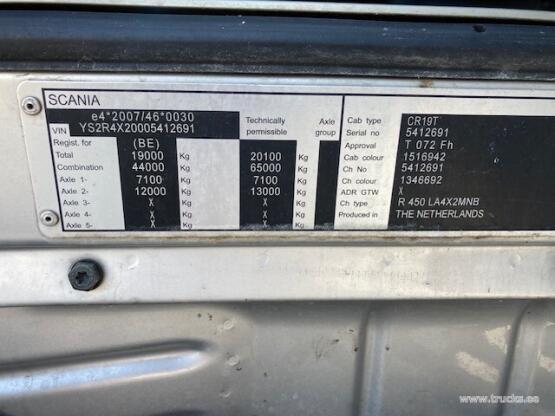 SCANIA
e4*2007/46*0030
VIN YS2R4X20005412691
Technically permissible Axle group
Regist. for (BE)
Total 19000 Kg 20100 Kg
Combination 44000 Kg 65000 Kg
Axle 1- 7100 Kg 7100 Kg
Axle 2- 12000 Kg 13000 Kg
Axle 3- X Kg X Kg
Axle 4- X Kg X Kg
Axle 5- X Kg X Kg
Cab type CR19T
Serial no 5412691
Approval T 072 Fh
Cab colour 1516942
Ch No 5412691
Ch colour 1346692
ADR GTW X
Ch type R 450 LA4X2MNB
Produced in THE NETHERLANDS
www.trucks.ee